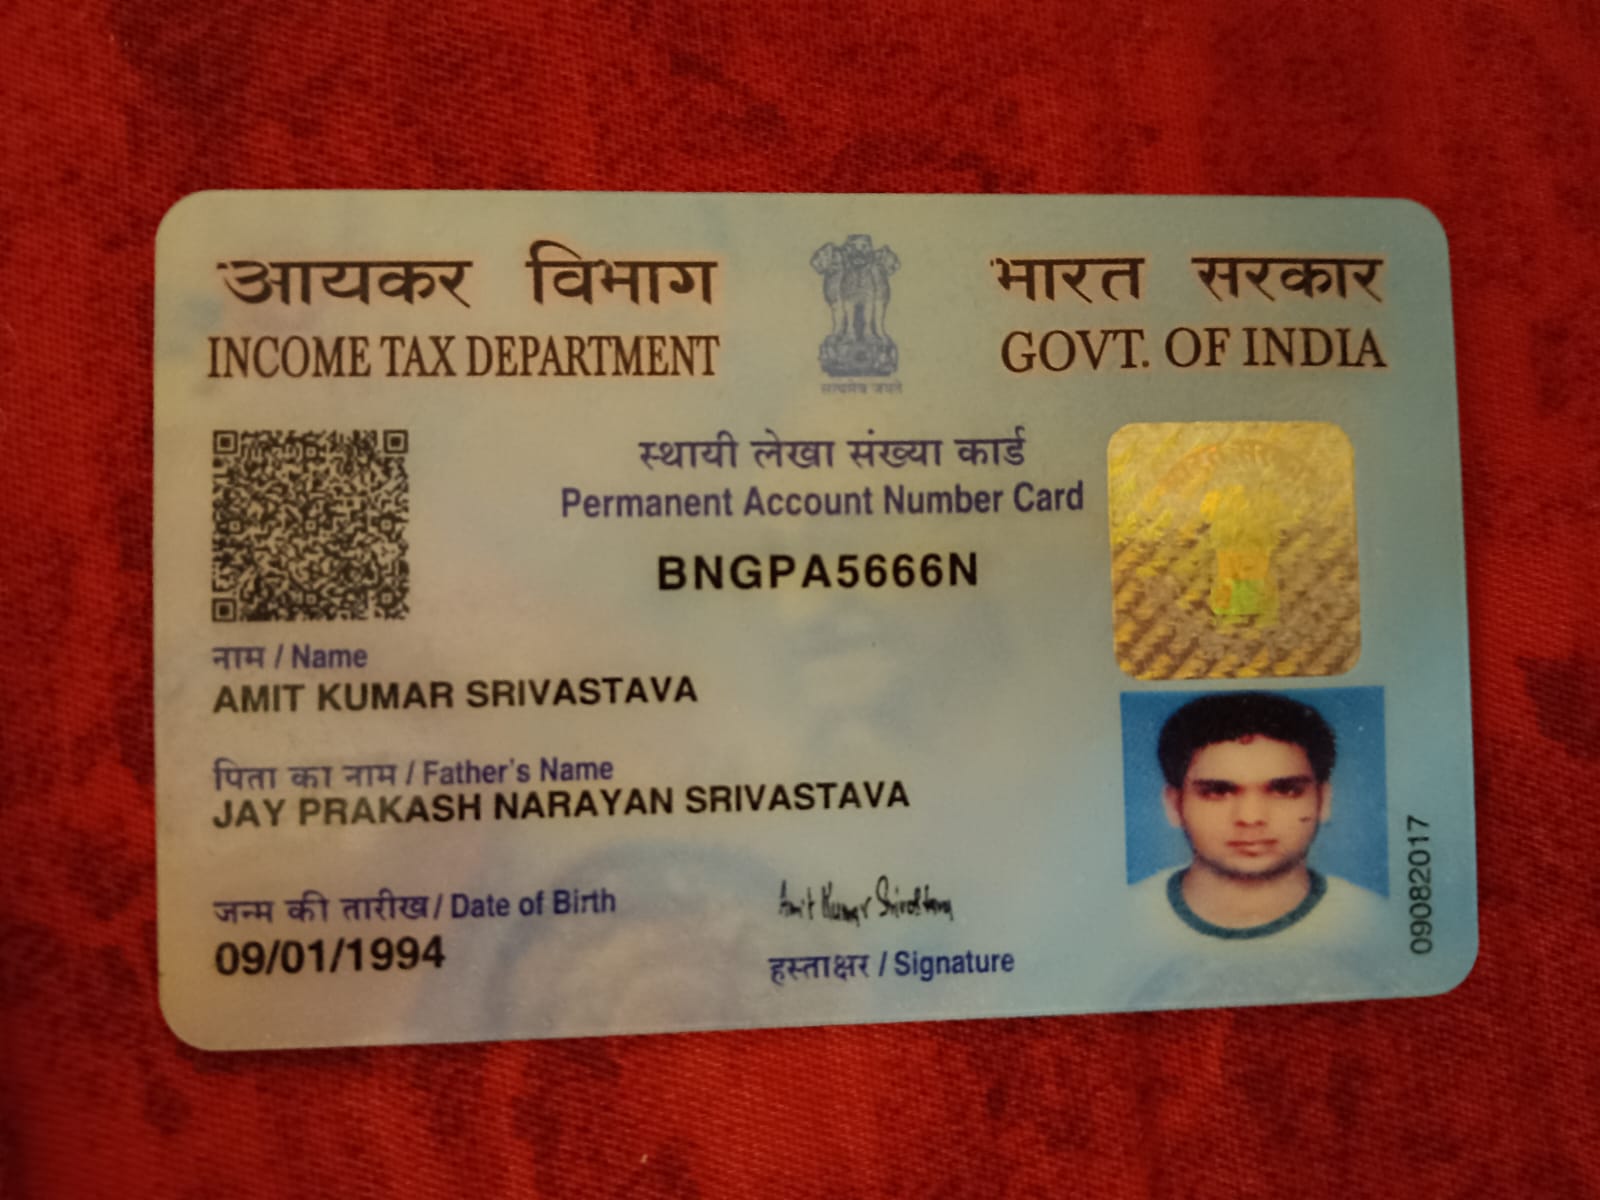 आयकर विभाग
INCOME TAX DEPARTMENT
सत्यमेव जयते
भारत सरकार
GOVT. OF INDIA
स्थायी लेखा संख्या कार्ड
Permanent Account Number Card
BNGPA5666N
भारत सरकार
नाम / Name
AMIT KUMAR SRIVASTAVA
पिता का नाम / Father's Name
JAY PRAKASH NARAYAN SRIVASTAVA
जन्म की तारीख / Date of Birth
09/01/1994
Amit Kumar Srivastava
हस्ताक्षर / Signature
09082017